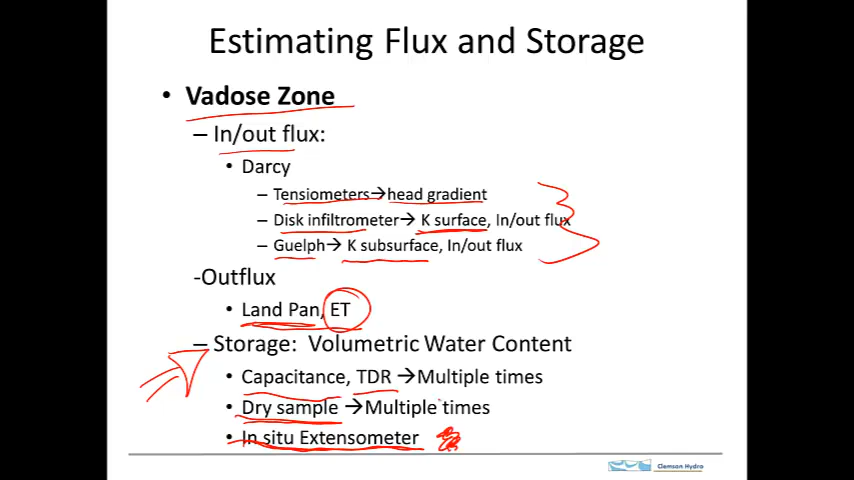 Estimating Flux and Storage
• Vadose Zone
– In/out flux:
• Darcy
– Tensiometers→head gradient
– Disk infiltrometer→ K surface, In/out flux
– Guelph→ K subsurface, In/out flux
-Outflux
• Land Pan, ET
– Storage: Volumetric Water Content
• Capacitance, TDR →Multiple times
• Dry sample →Multiple times
• In situ Extensometer
Clemson Hydro